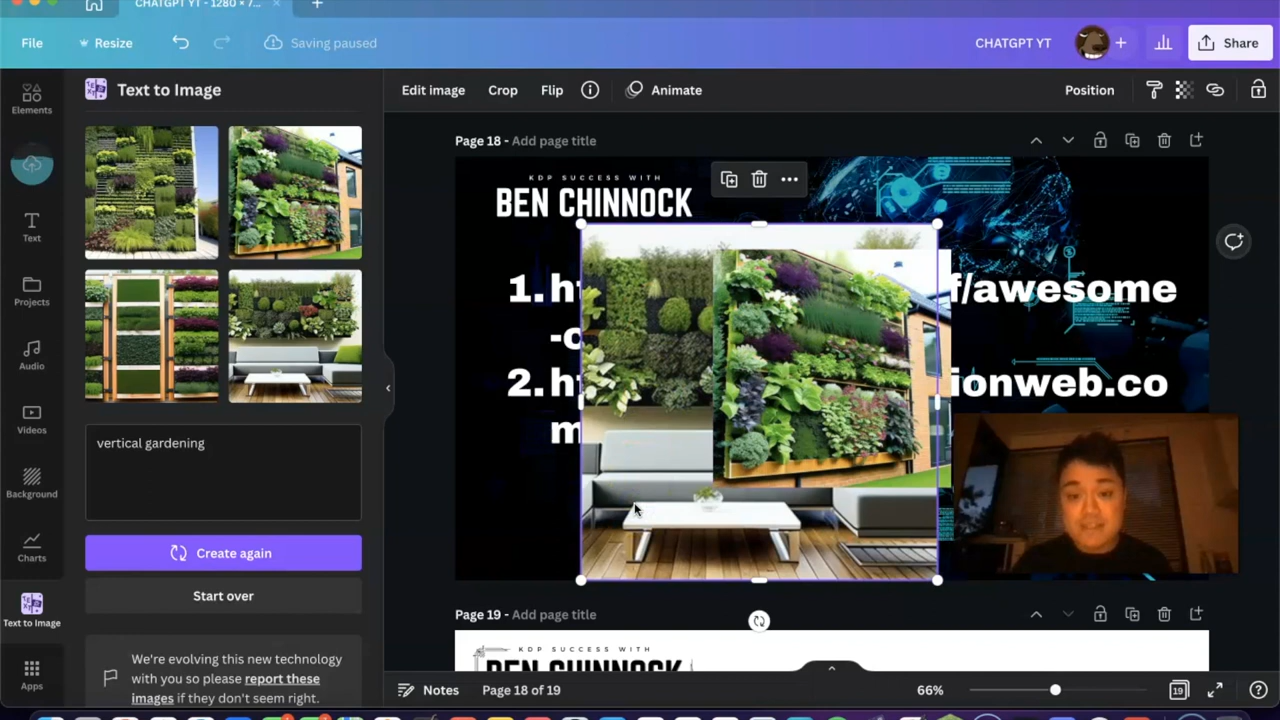 CHATGPT YT - 1280 × 7...
File
Resize
Saving paused
CHATGPT YT
Share
Elements
Text
Projects
Audio
Videos
Background
Charts
Text to Image
Apps
Text to Image
vertical gardening
Create again
Start over
We're evolving this new technology
with you so please report these
images if they don't seem right.
Edit image
Crop
Flip
Animate
Position
Page 18 - Add page title
KDP SUCCESS WITH
BEN CHINNOCK
1. ht f/awesome
-c
2. ht ionweb.co
m
Page 19 - Add page title
KDP SUCCESS WITH
BEN CHINNOCK
Notes
Page 18 of 19
66%
19